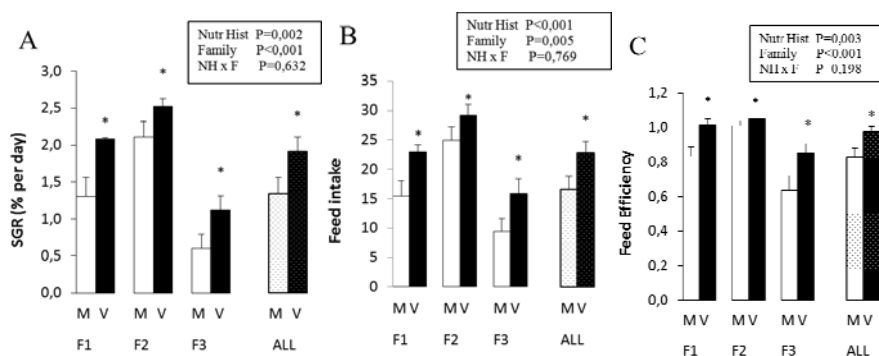 A
Nutr Hist P=0,002
Family P<0,001
NH x F P=0,632
SGR (% per day)
3,0
2,5
2,0
1,5
1,0
0,5
0,0
* * * *
M V M V M V M V
F1 F2 F3 ALL
B
Nutr Hist P<0,001
Family P=0,005
NH x F P=0,769
Feed intake
35
30
25
20
15
10
5
0
* * * *
M V M V M V M V
F1 F2 F3 ALL
C
Nutr Hist P=0,003
Family P<0,001
NH x F P 0,198
Feed Efficiency
1,2
1,0
0,8
0,6
0,4
0,2
0,0
* * * *
M V M V M V M V
F1 F2 F3 ALL